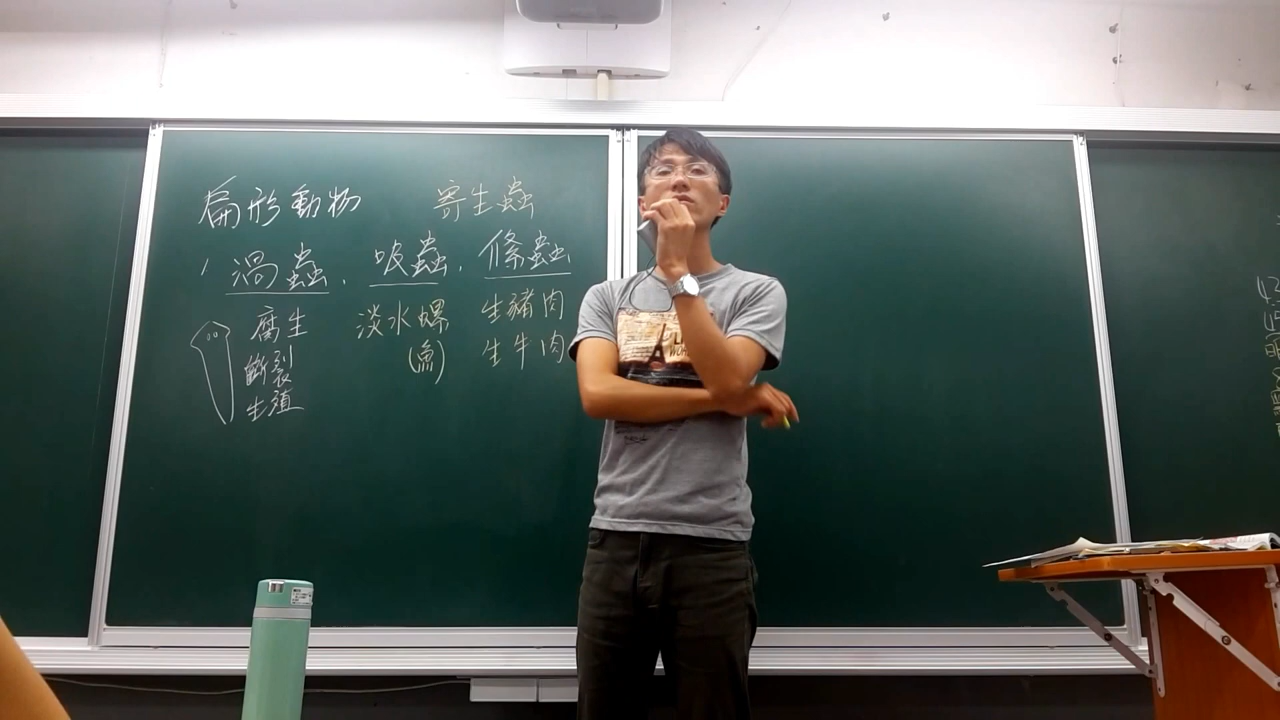 扁形動物 寄生蟲
渦蟲, 吸蟲, 條蟲
腐生 淡水螺 生豬肉
斷裂 (魚) 生牛肉
生殖